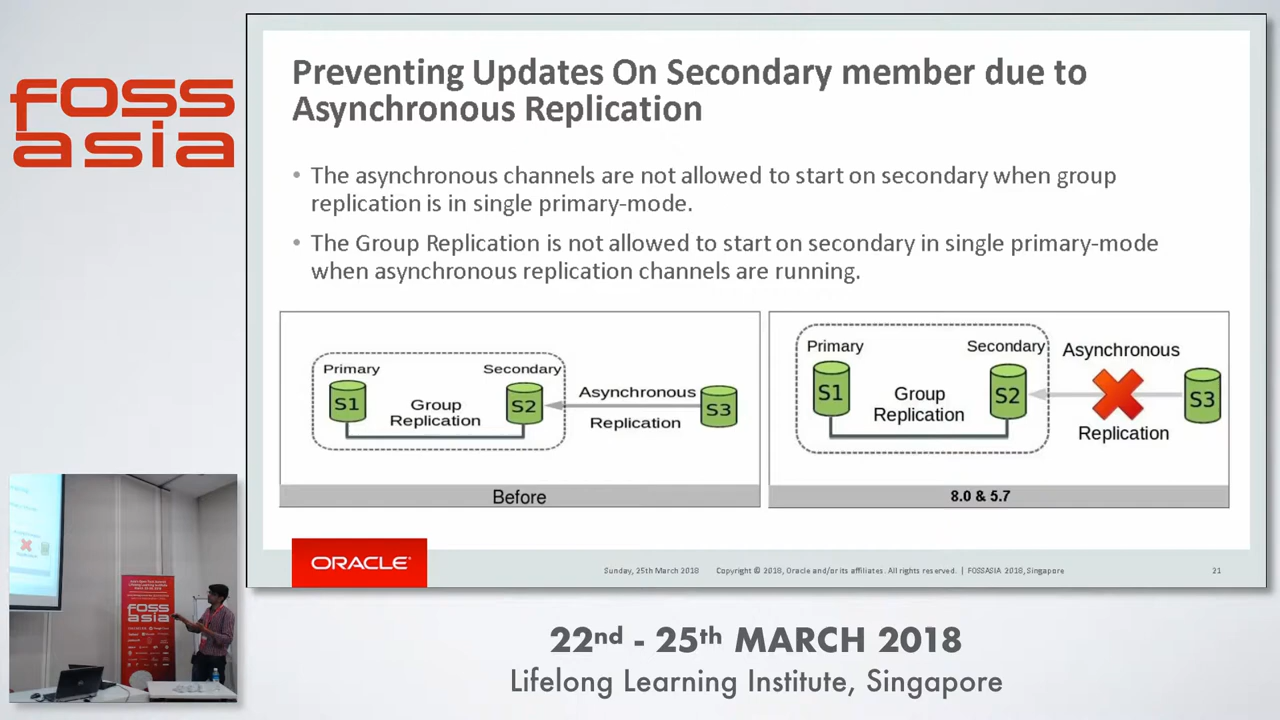 foss
asia
Preventing Updates On Secondary member due to
Asynchronous Replication
• The asynchronous channels are not allowed to start on secondary when group
replication is in single primary-mode.
• The Group Replication is not allowed to start on secondary in single primary-mode
when asynchronous replication channels are running.
Primary
Secondary
S1
Group
Replication
S2
Asynchronous
Replication
S3
Before
Primary
Secondary
S1
Group
Replication
S2
Asynchronous
Replication
S3
8.0 & 5.7
ORACLE
Sunday, 25th March 2018 Copyright © 2018, Oracle and/or its affiliates. All rights reserved. | FOSSASIA 2018, Singapore 21
FOSS
asia
22nd - 25th MARCH 2018
Lifelong Learning Institute, Singapore